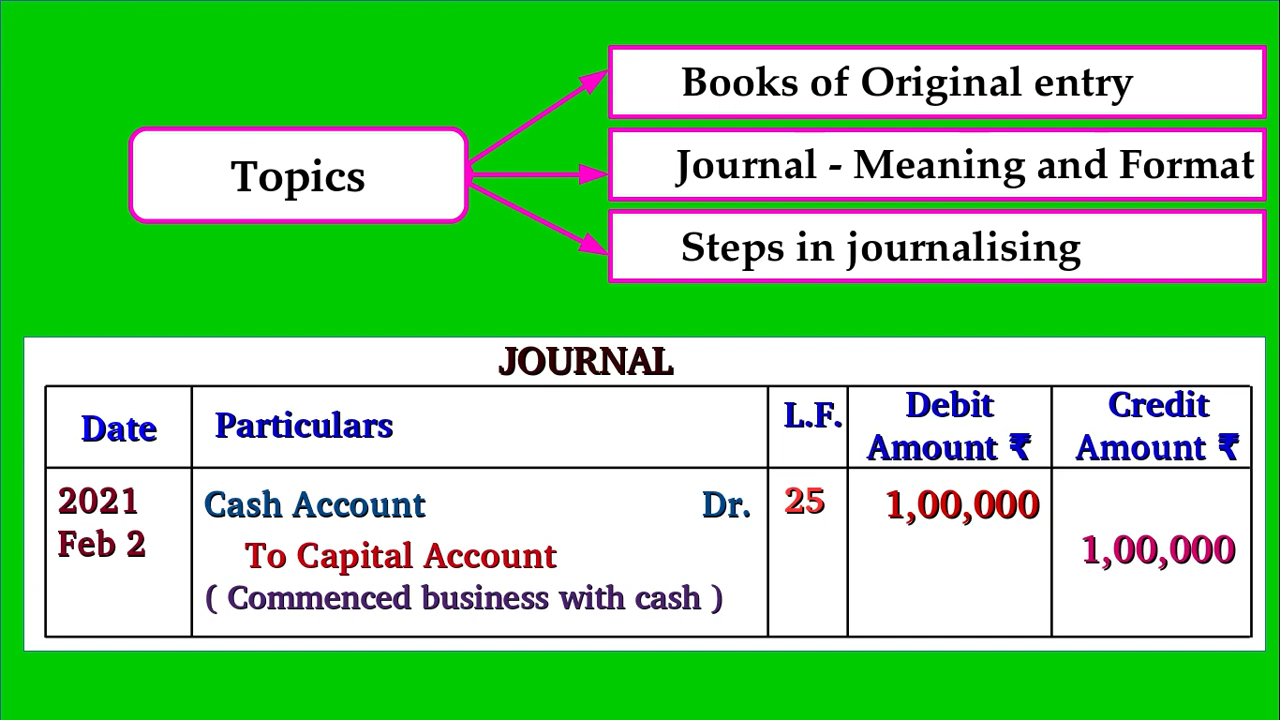 Topics
Books of Original entry
Journal - Meaning and Format
Steps in journalising
JOURNAL
Date
Particulars
L.F.
Debit
Amount ₹
Credit
Amount ₹
2021
Feb 2
Cash Account Dr.
To Capital Account
( Commenced business with cash )
25
1,00,000
1,00,000